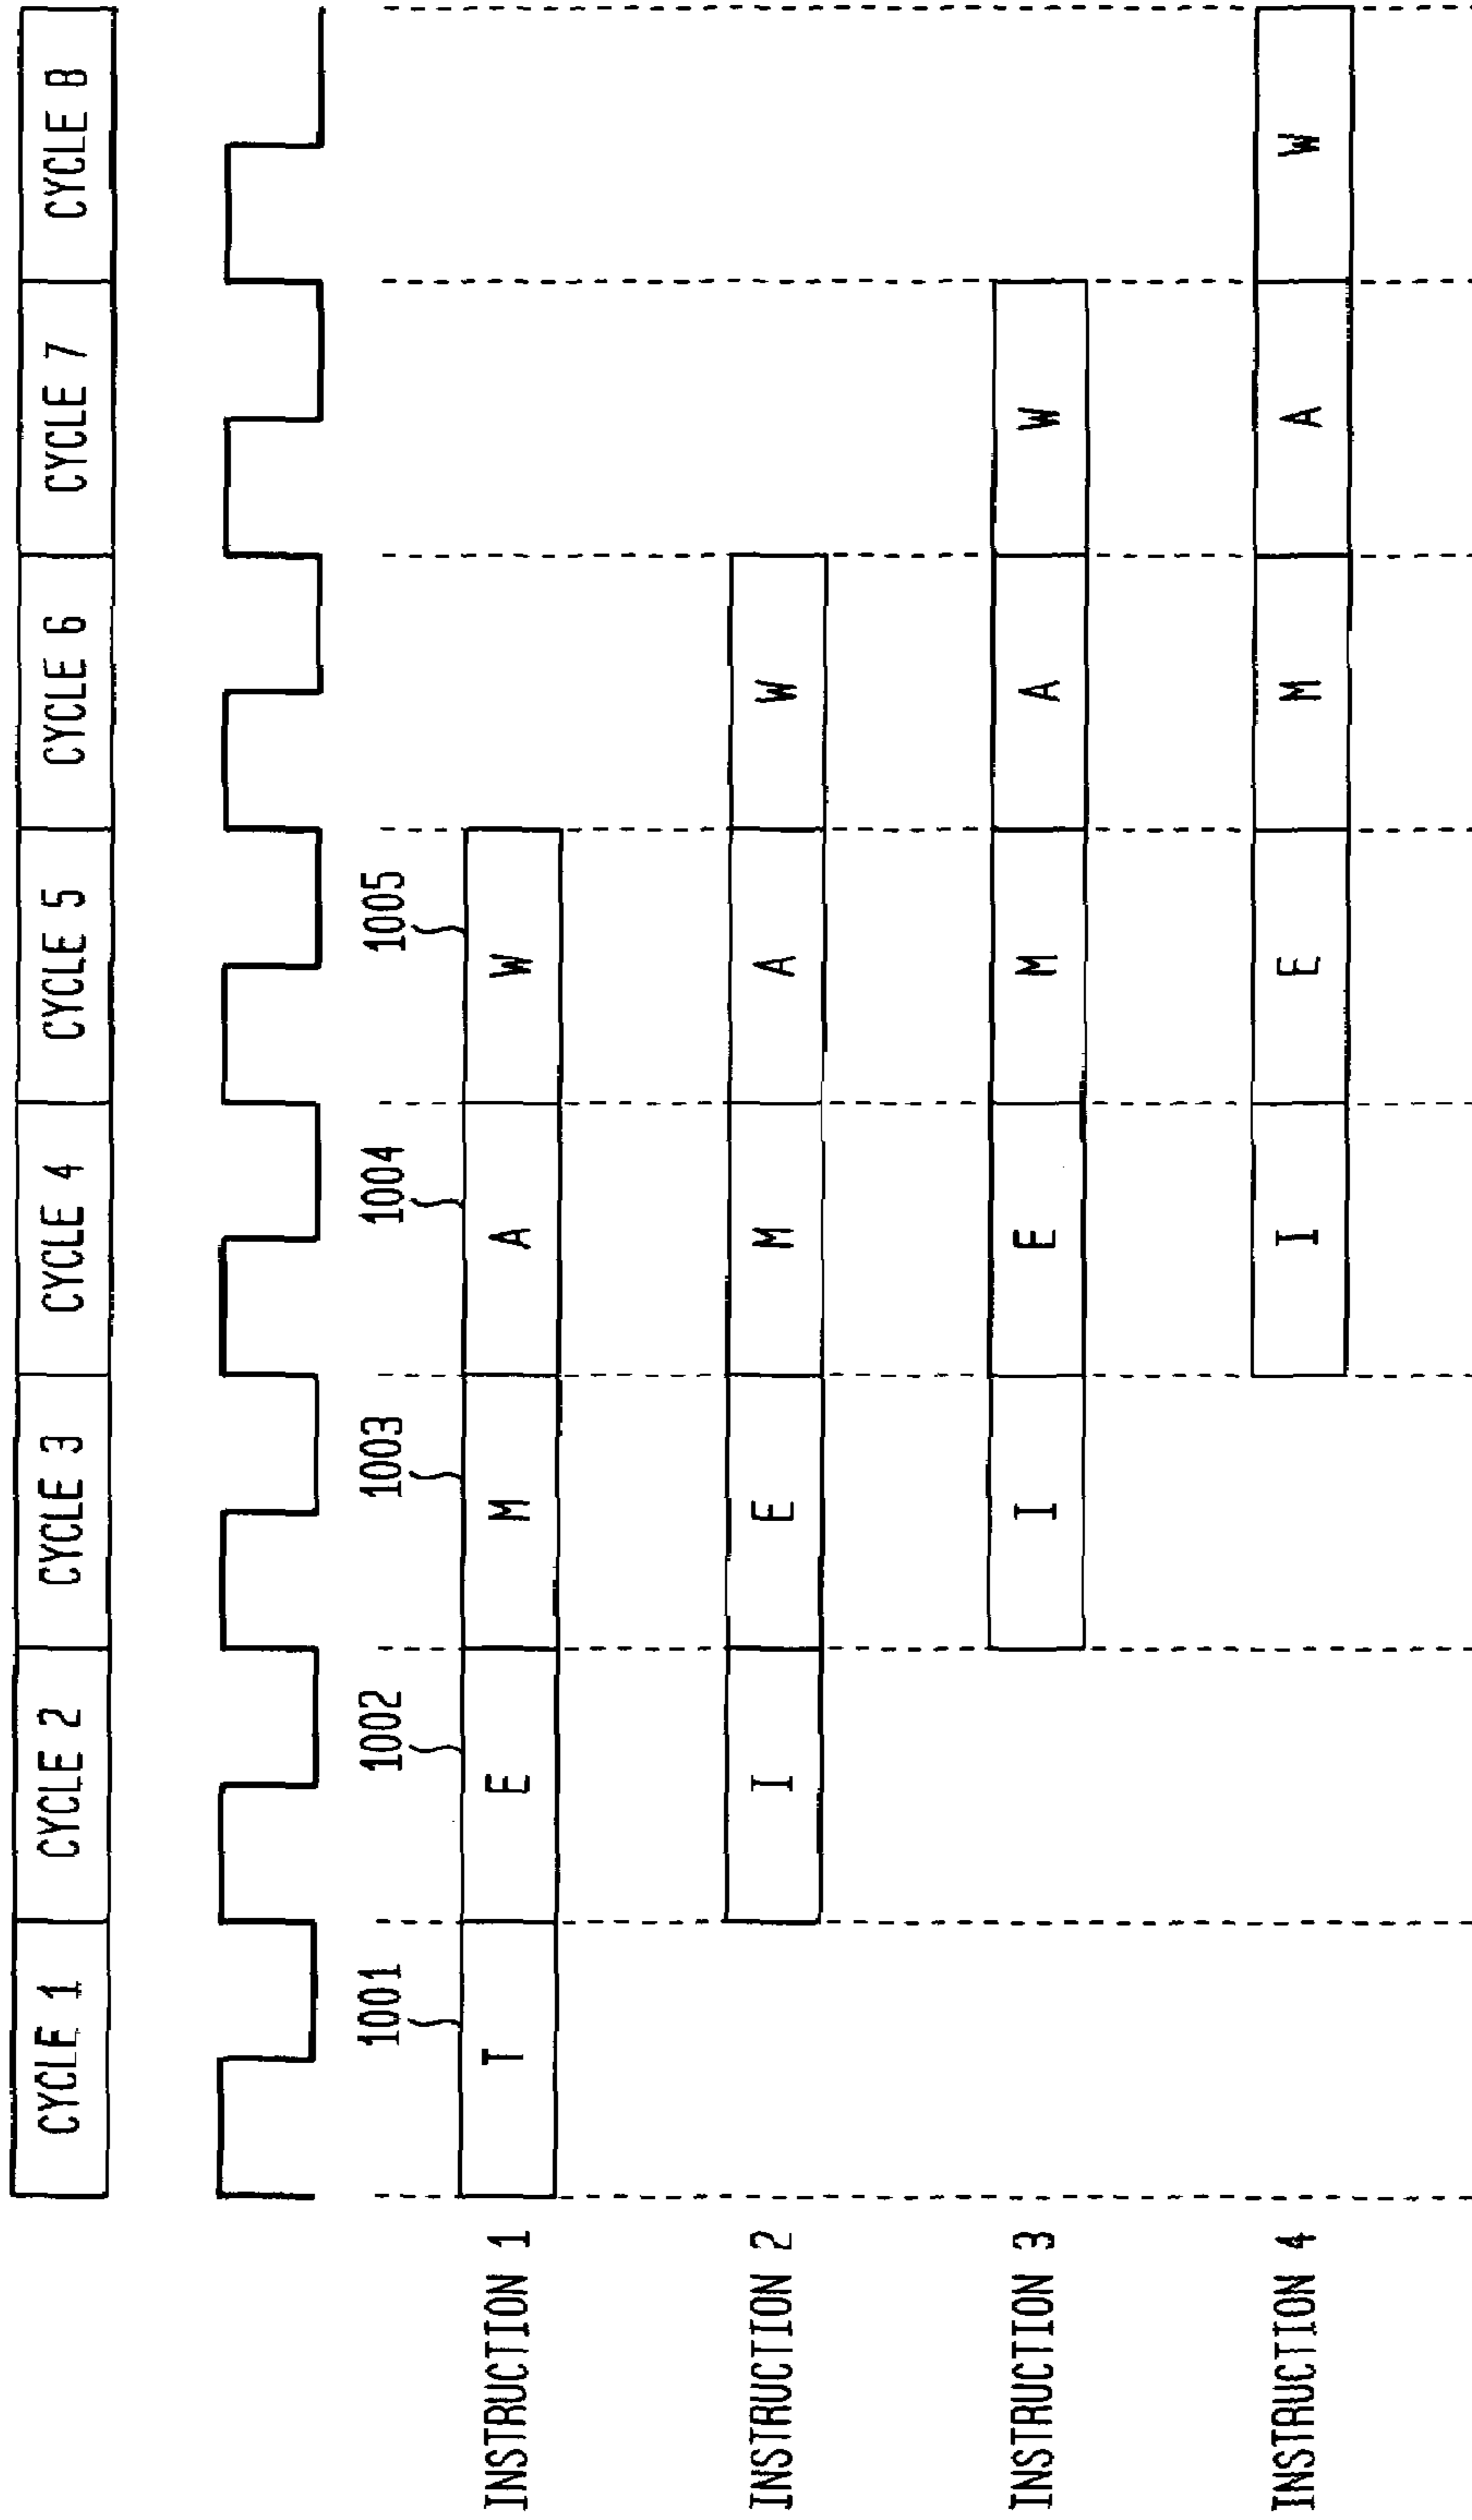 CYCLE 1 CYCLE 2 CYCLE 3 CYCLE 4 CYCLE 5 CYCLE 6 CYCLE 7 CYCLE 8
1001 1002 1003 1004 1005
INSTRUCTION 1 T E M A W
INSTRUCTION 2 I E M A W
INSTRUCTION 3 I E M A W
INSTRUCTION 4 I E M A W